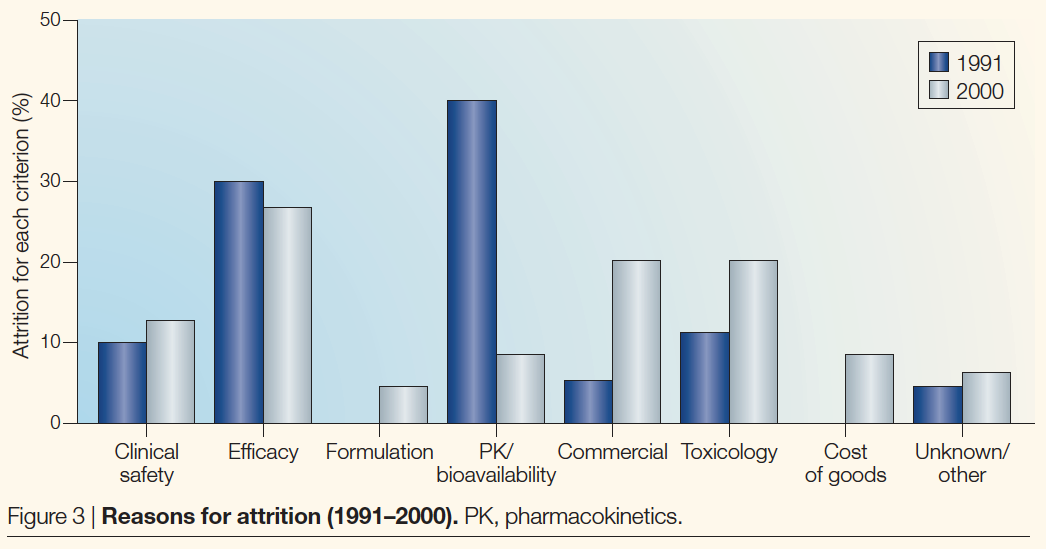 50
40
30
20
10
0
Attrition for each criterion (%)
1991
2000
Clinical
safety
Efficacy
Formulation
PK/
bioavailability
Commercial
Toxicology
Cost
of goods
Unknown/
other
Figure 3 | Reasons for attrition (1991–2000). PK, pharmacokinetics.